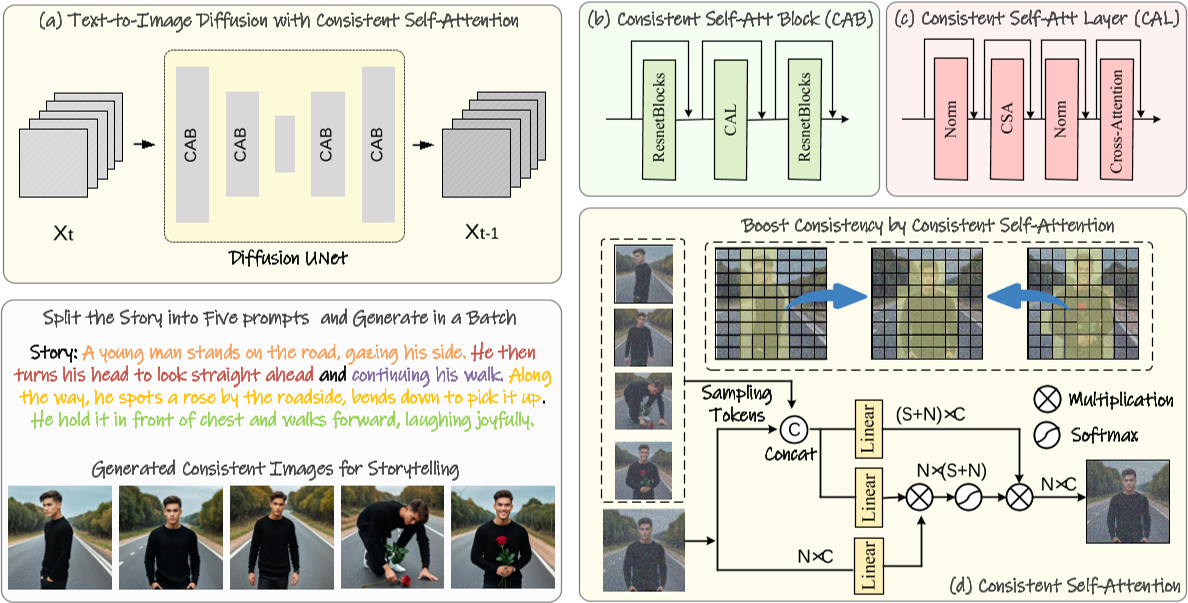 (a) Text-to-Image Diffusion with Consistent Self-Attention
CAB
CAB
CAB
CAB
Xt
Xt-1
Diffusion UNet
(b) Consistent Self-Att Block (CAB)
ResnetBlocks
CAL
ResnetBlocks
(c) Consistent Self-Att Layer (CAL)
Norm
CSA
Norm
Cross-Attention
Split the Story into Five prompts and Generate in a Batch
Story: A young man stands on the road, gazing his side. He then
turns his head to look straight ahead and continuing his walk. Along
the way, he spots a rose by the roadside, bends down to pick it up.
He hold it in front of chest and walks forward, laughing joyfully.
Generated Consistent Images for Storytelling
Boost Consistency by Consistent Self-Attention
Sampling
Tokens
C
Concat
Linear
(S+N)×C
Multiplication
Softmax
Linear
N×(S+N)
N×C
N×C
Linear
(d) Consistent Self-Attention